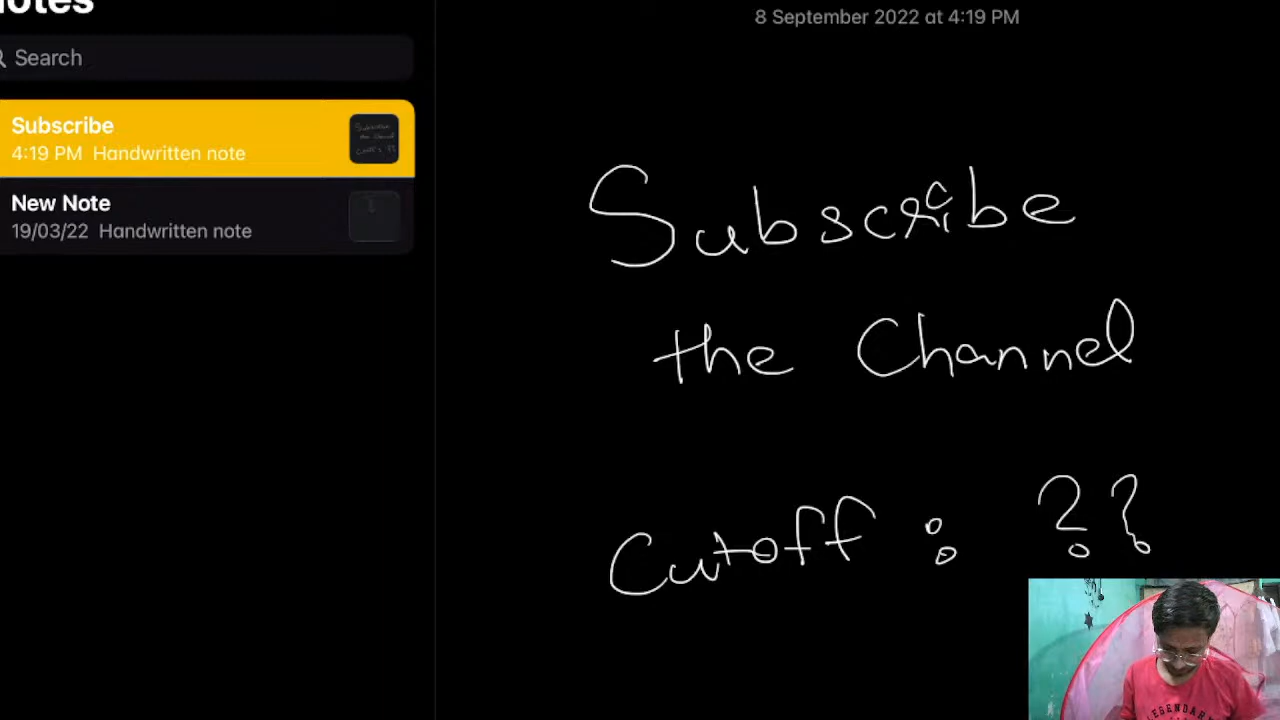 Notes
Search
Subscribe
4:19 PM Handwritten note
New Note
19/03/22 Handwritten note
8 September 2022 at 4:19 PM
Subscribe
the Channel
Cutoff : ??